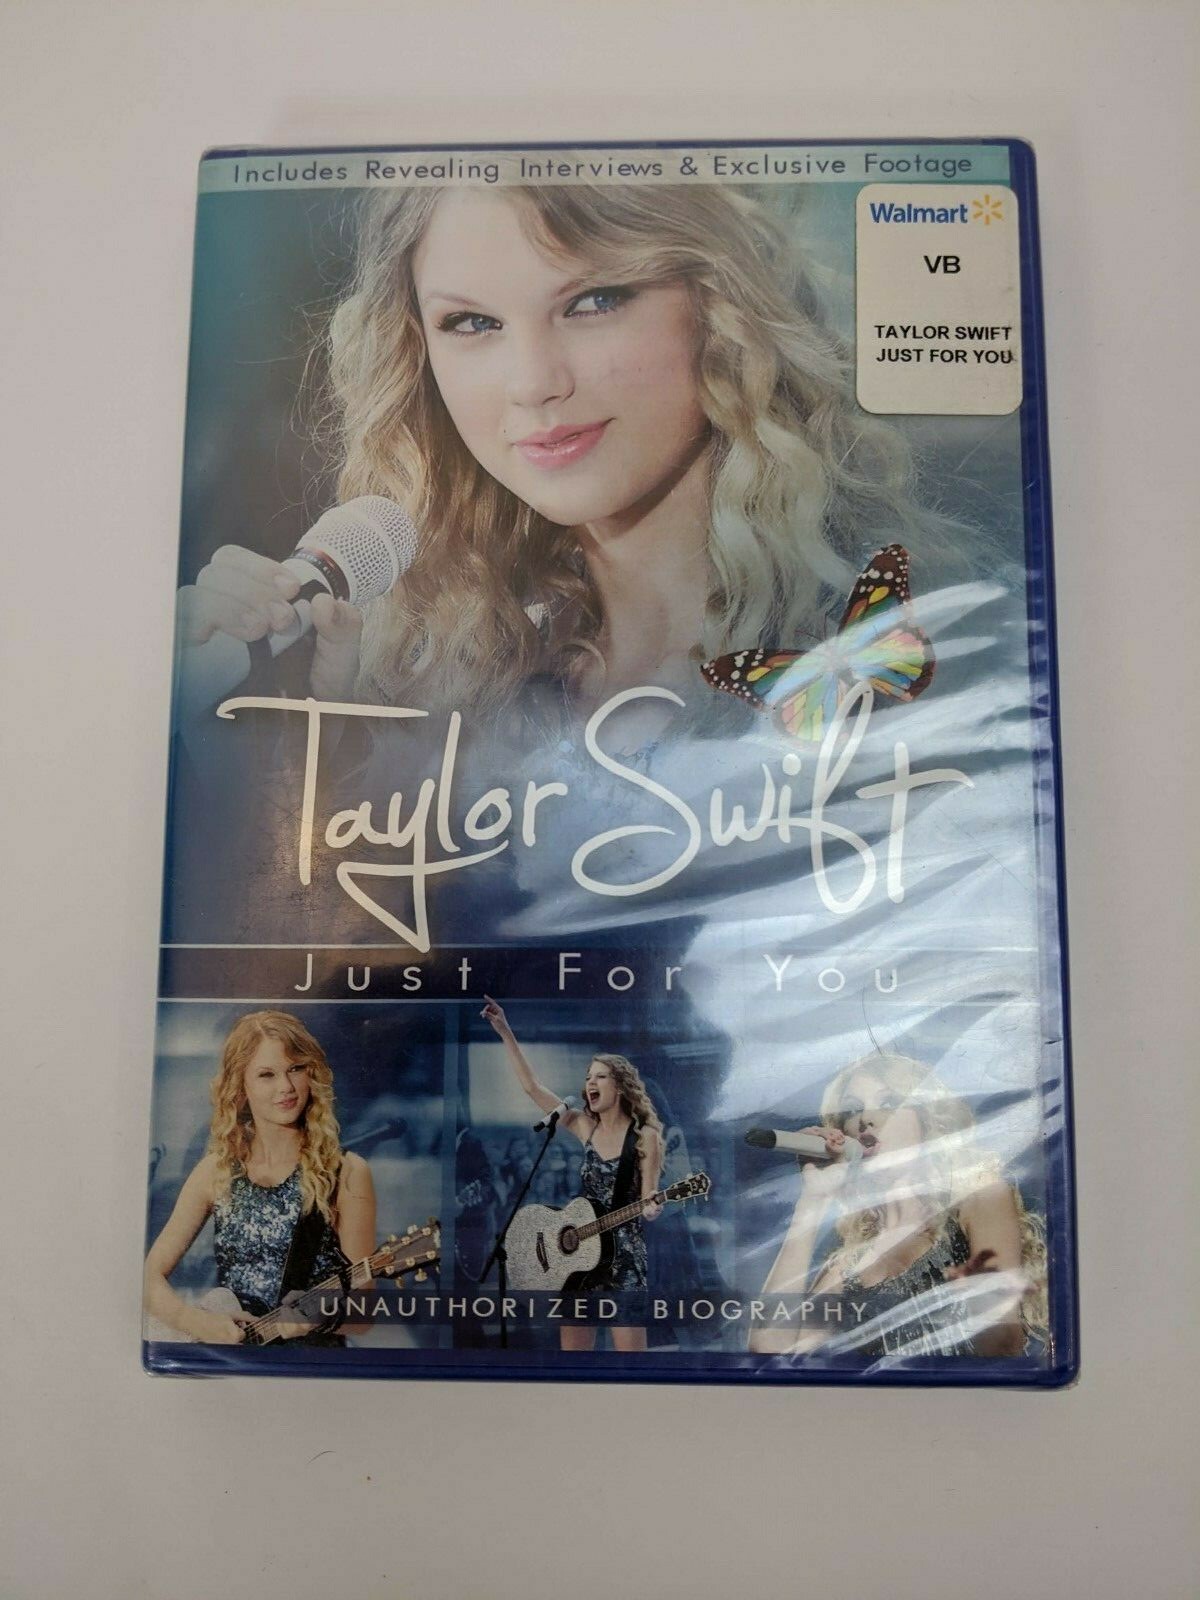 Includes Revealing Interviews & Exclusive Footage
Walmart
VB
TAYLOR SWIFT
JUST FOR YOU
Taylor Swift
Just For You
UNAUTHORIZED BIOGRAPHY